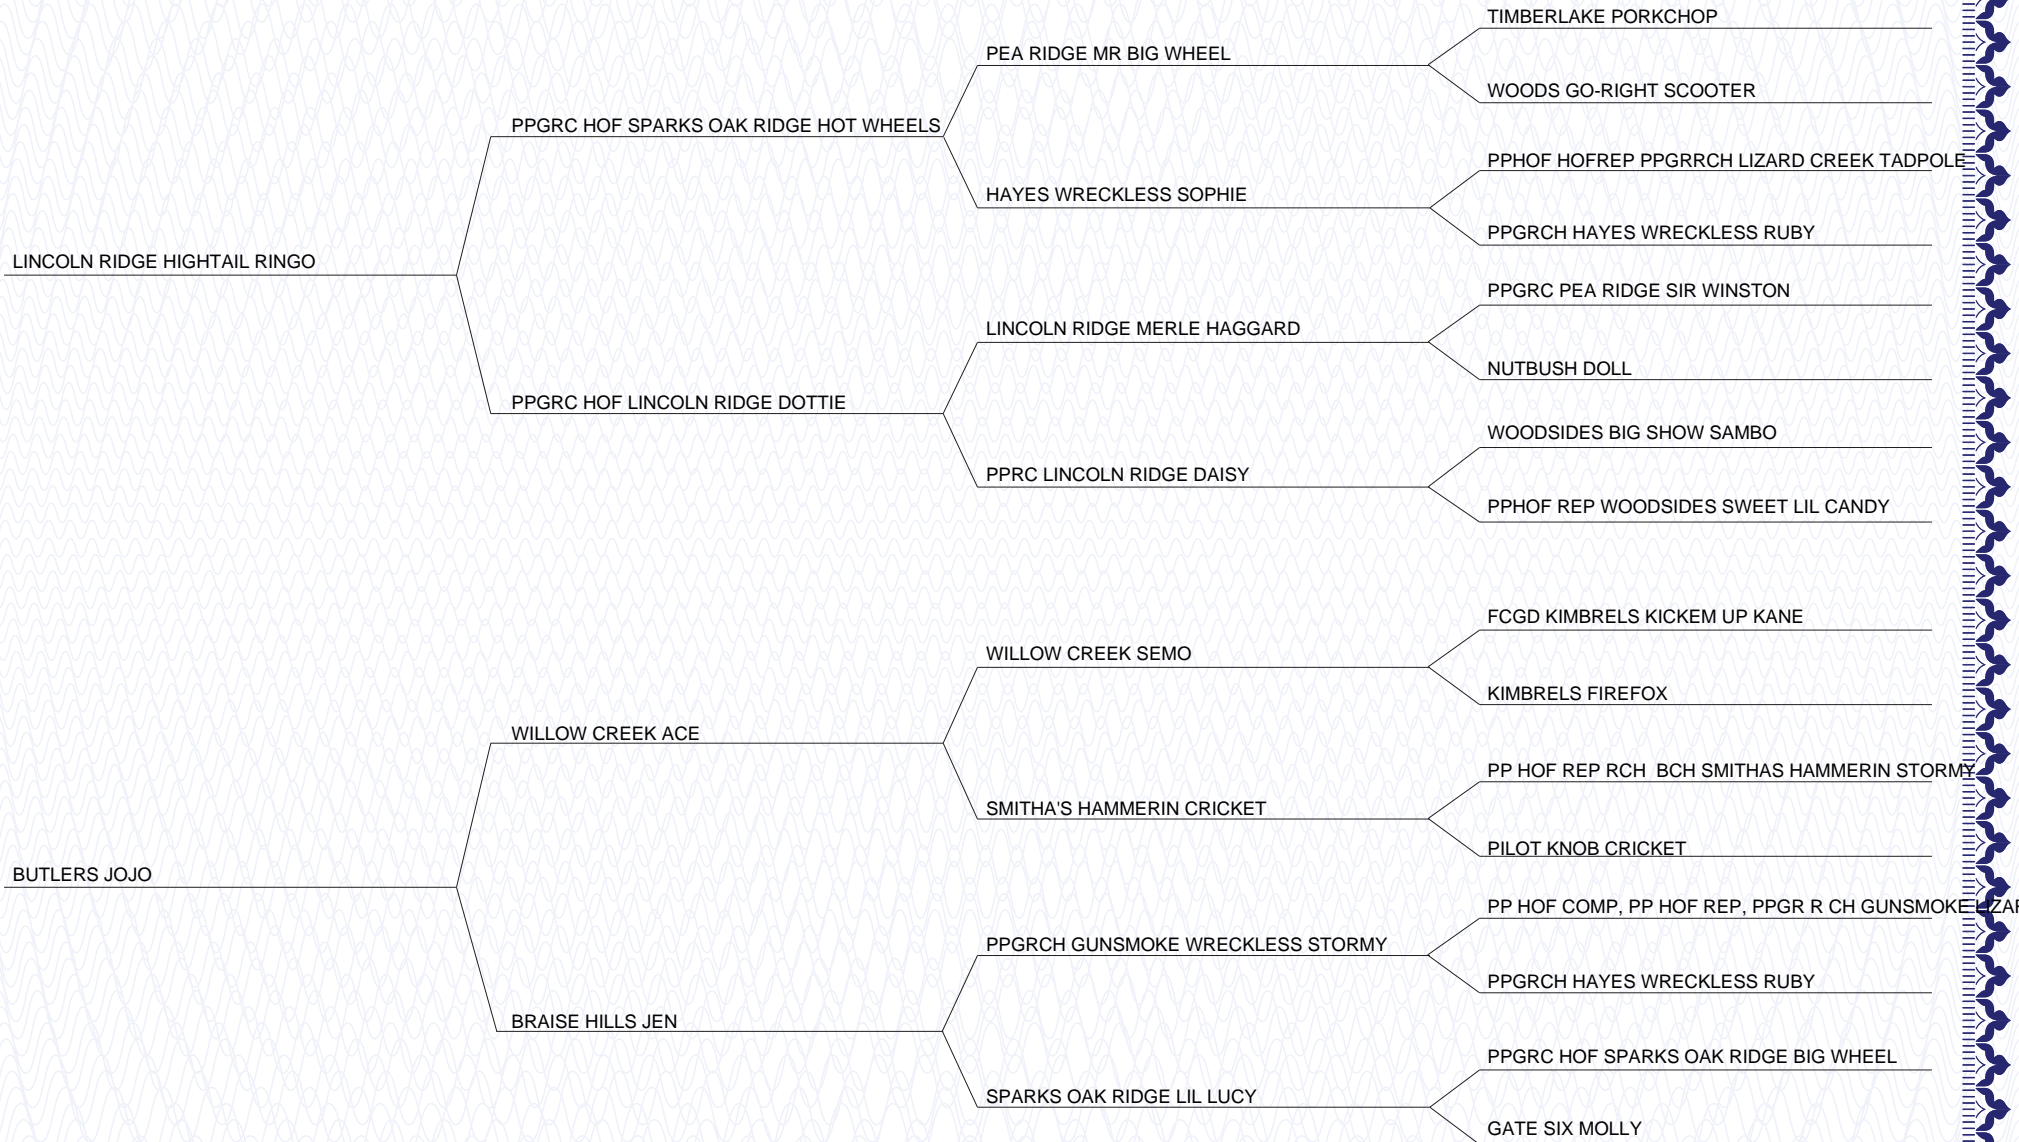 TIMBERLAKE PORKCHOP
PEA RIDGE MR BIG WHEEL
WOODS GO-RIGHT SCOOTER
PPGRC HOF SPARKS OAK RIDGE HOT WHEELS
PPHOF HOFREP PPGRRCH LIZARD CREEK TADPOLE
HAYES WRECKLESS SOPHIE
PPGRCH HAYES WRECKLESS RUBY
LINCOLN RIDGE HIGHTAIL RINGO
PPGRC PEA RIDGE SIR WINSTON
LINCOLN RIDGE MERLE HAGGARD
NUTBUSH DOLL
PPGRC HOF LINCOLN RIDGE DOTTIE
WOODSIDES BIG SHOW SAMBO
PPRC LINCOLN RIDGE DAISY
PPHOF REP WOODSIDES SWEET LIL CANDY
FCGD KIMBRELS KICKEM UP KANE
WILLOW CREEK SEMO
KIMBRELS FIREFOX
WILLOW CREEK ACE
PP HOF REP RCH  BCH SMITHAS HAMMERIN STORMY
SMITHA'S HAMMERIN CRICKET
PILOT KNOB CRICKET
BUTLERS JOJO
PP HOF COMP, PP HOF REP, PPGR R CH GUNSMOKE
PPGRCH GUNSMOKE WRECKLESS STORMY
PPGRCH HAYES WRECKLESS RUBY
BRAISE HILLS JEN
PPGRC HOF SPARKS OAK RIDGE BIG WHEEL
SPARKS OAK RIDGE LIL LUCY
GATE SIX MOLLY